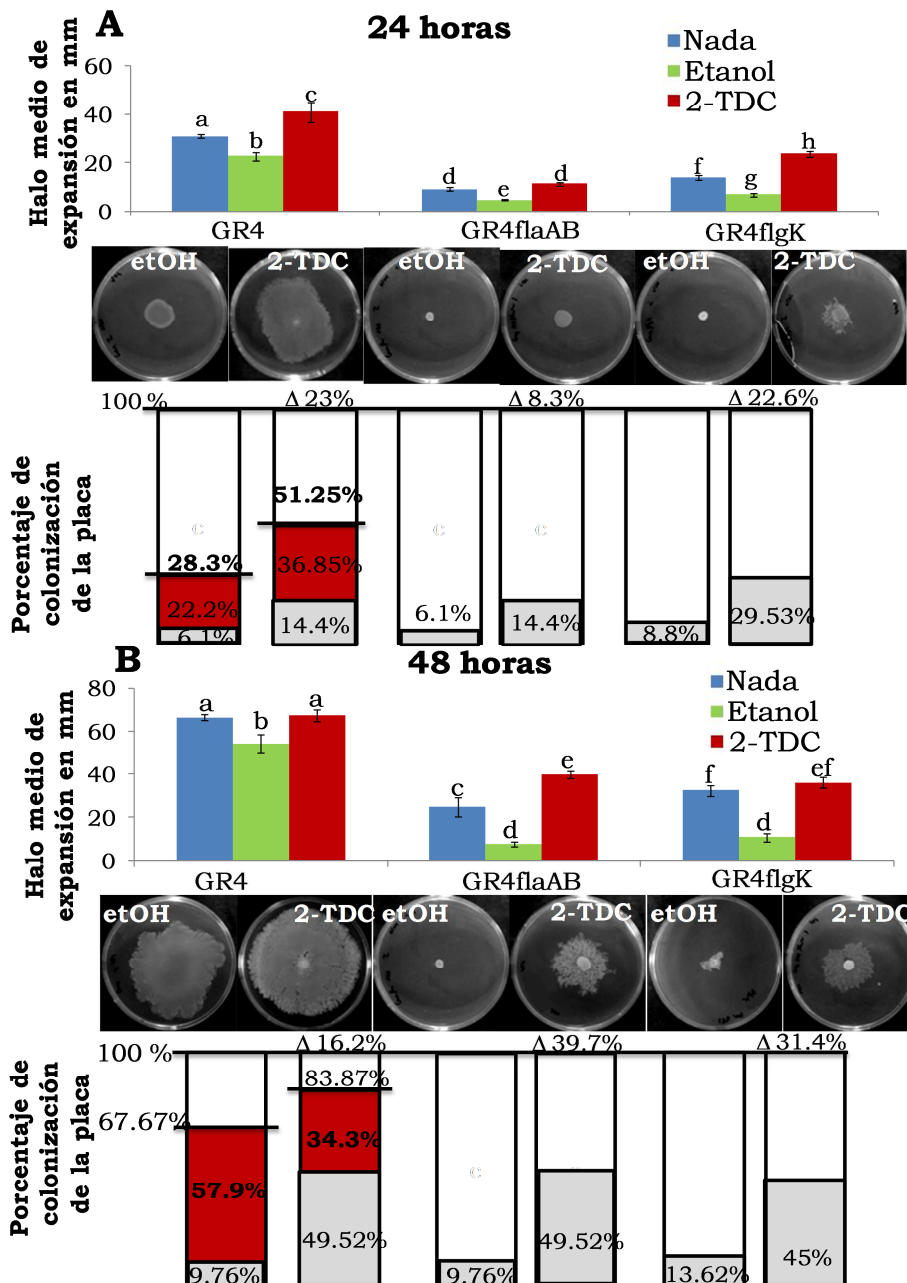 A
24 horas
Nada
Etanol
2-TDC
Halo medio de
expansión en mm
60
40
20
0
a
b
c
d
e
d
f
g
h
GR4
GR4flaAB
GR4flgK
etOH
2-TDC
etOH
2-TDC
etOH
2-TDC
100 %
Δ 23%
Δ 8.3%
Δ 22.6%
Porcentaje de
colonización
de la placa
c
c
c
51.25%
28.3%
36.85%
22.2%
6.1%
14.4%
6.1%
14.4%
8.8%
29.53%
B
48 horas
Nada
Etanol
2-TDC
Halo medio de
expansión en mm
80
60
40
20
0
a
b
a
c
d
e
f
d
ef
GR4
GR4flaAB
GR4flgK
etOH
2-TDC
etOH
2-TDC
etOH
2-TDC
100 %
Δ 16.2%
Δ 39.7%
Δ 31.4%
Porcentaje de
colonización
de la placa
83.87%
67.67%
34.3%
57.9%
c
9.76%
49.52%
9.76%
49.52%
13.62%
45%